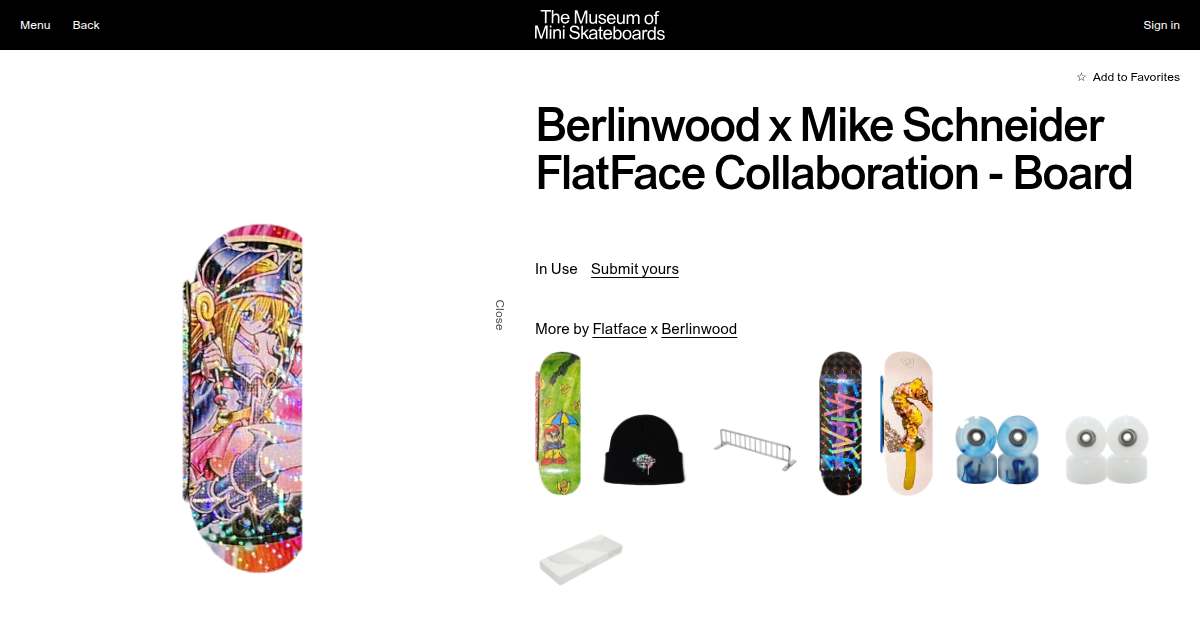 Menu Back
The Museum of
Mini Skateboards
Sign in
☆ Add to Favorites
Berlinwood x Mike Schneider
FlatFace Collaboration - Board
In Use Submit yours
Close
More by Flatface x Berlinwood